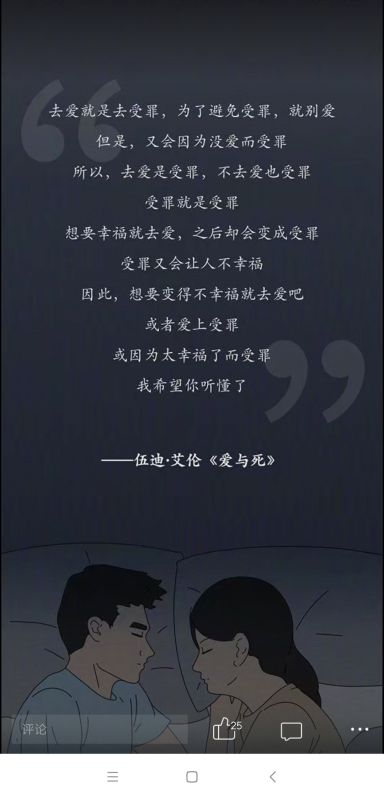 去爱就是去受罪，为了避免受罪，就别爱
但是，又会因为没爱而受罪
所以，去爱是受罪，不去爱也受罪
受罪就是受罪
想要幸福就去爱，之后却会变成受罪
受罪又会让人不幸福
因此，想要变得不幸福就去爱吧
或者爱上受罪
或因为太幸福了而受罪
我希望你听懂了
——伍迪·艾伦《爱与死》
评论
25